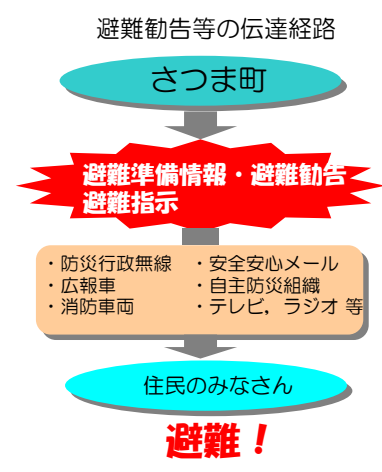 避難勧告等の伝達経路
さつま町
避難準備情報・避難勧告
避難指示
・防災行政無線 ・安全安心メール
・広報車 ・自主防災組織
・消防車両 ・テレビ，ラジオ 等
住民のみなさん
避難！